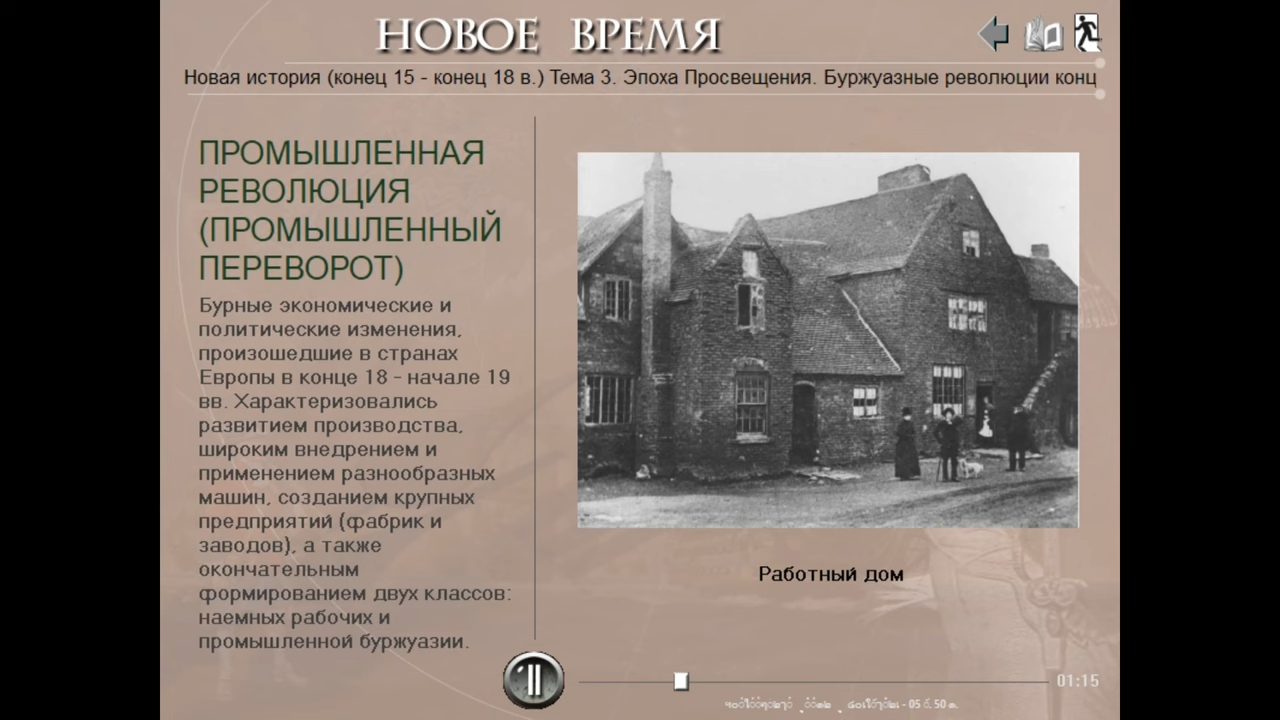 НОВОЕ ВРЕМЯ
Новая история (конец 15 - конец 18 в.) Тема 3. Эпоха Просвещения. Буржуазные революции конц
ПРОМЫШЛЕННАЯ
РЕВОЛЮЦИЯ
(ПРОМЫШЛЕННЫЙ
ПЕРЕВОРОТ)
Бурные экономические и
политические изменения,
произошедшие в странах
Европы в конце 18 - начале 19
вв. Характеризовались
развитием производства,
широким внедрением и
применением разнообразных
машин, созданием крупных
предприятий (фабрик и
заводов), а также
окончательным
формированием двух классов:
наемных рабочих и
промышленной буржуазии.
Работный дом
01:15